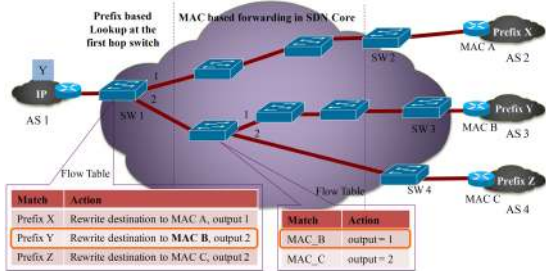 Prefix based
Lookup at the
first hop switch
MAC based forwarding in SDN Core
Y
IP
AS 1
SW 1
1
2
SW 2
MAC A
Prefix X
AS 2
1
2
SW 3
MAC B
Prefix Y
AS 3
SW 4
MAC C
Prefix Z
AS 4
Flow Table
Match Action
Prefix X Rewrite destination to MAC A, output 1
Prefix Y Rewrite destination to MAC B, output 2
Prefix Z Rewrite destination to MAC C, output 2
Flow Table
Match Action
MAC_B output = 1
MAC_C output = 2